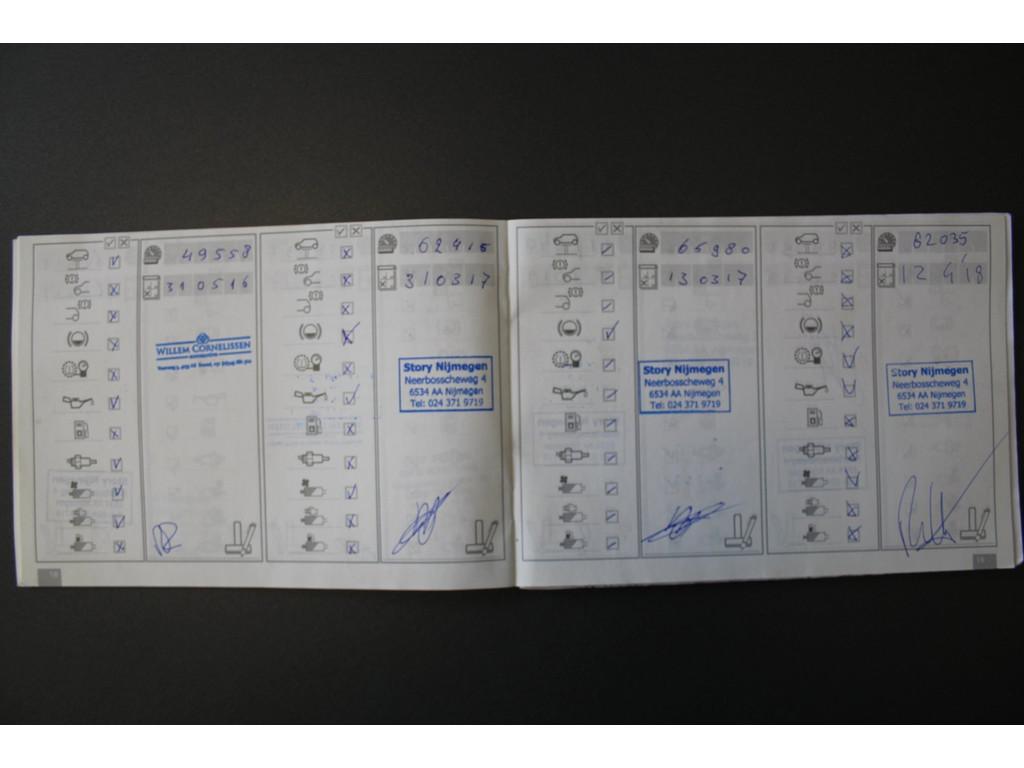 49558
310516
WILLEM CORNELISSEN
62415
310317
Story Nijmegen
Neerbosscheweg 4
6534 AA Nijmegen
Tel: 024 371 9719
65980
130317
Story Nijmegen
Neerbosscheweg 4
6534 AA Nijmegen
Tel: 024 371 9719
82035
12 4 '18
Story Nijmegen
Neerbosscheweg 4
6534 AA Nijmegen
Tel: 024 371 9719